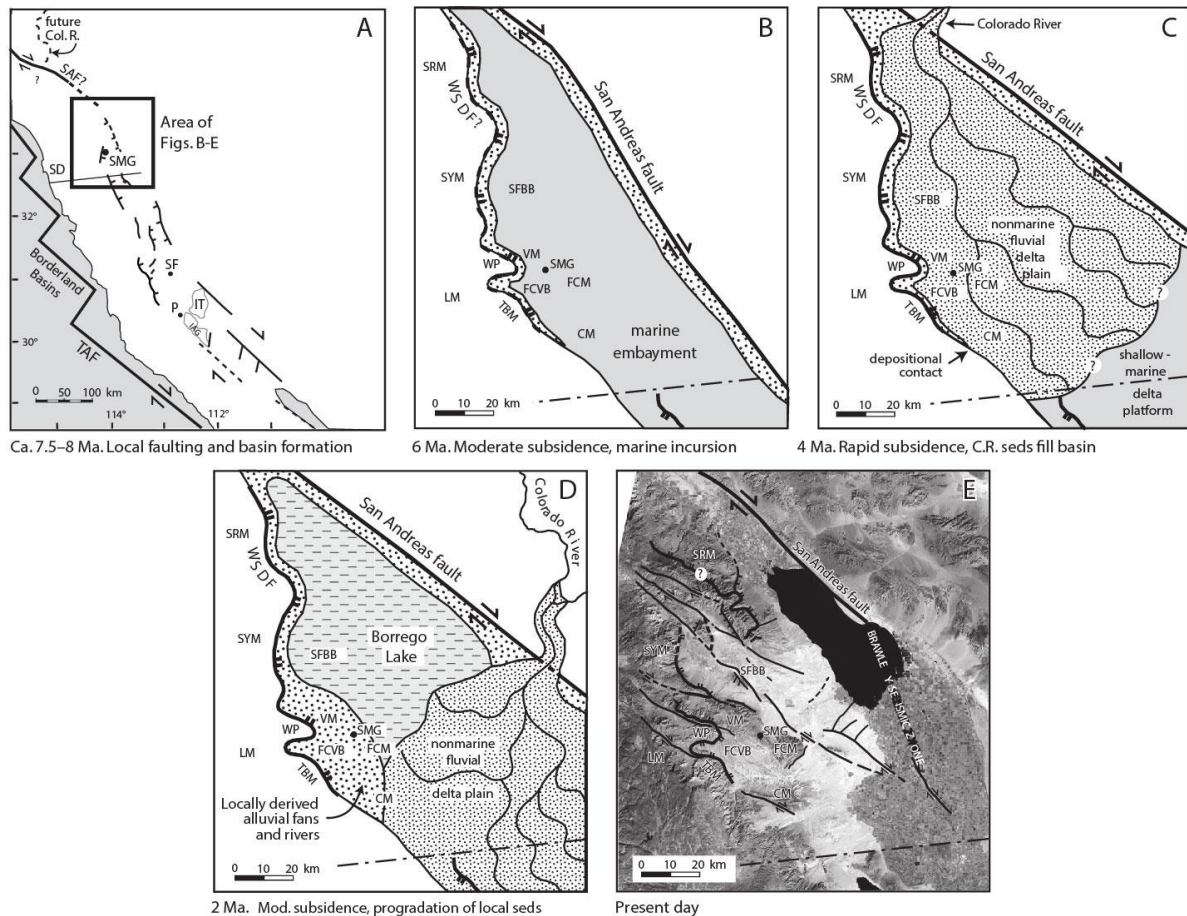 A
future
Col. R.
?
SAF?
Area of
Figs. B-E
SMG
SD
32°
SF
P
IT
IAG
30°
Borderland
Basins
TAF
0 50 100 km
114°
112°
Ca. 7.5–8 Ma. Local faulting and basin formation
B
SRM
WSDF?
San Andreas fault
SYM
SFBB
VM
WP
SMG
FCVB
FCM
LM
TBM
CM
marine
embayment
0 10 20 km
6 Ma. Moderate subsidence, marine incursion
C
Colorado River
SRM
WSDF
San Andreas fault
SYM
SFBB
nonmarine
fluvial
delta
plain
VM
WP
SMG
FCVB
FCM
LM
TBM
CM
?
?
depositional
contact
shallow-
marine
delta
platform
0 10 20 km
4 Ma. Rapid subsidence, C.R. seds fill basin
D
SRM
WSDF
San Andreas fault
Colorado River
SYM
SFBB
Borrego
Lake
VM
WP
SMG
FCVB
FCM
LM
TBM
CM
nonmarine
fluvial
delta plain
Locally derived
alluvial fans
and rivers
0 10 20 km
2 Ma. Mod. subsidence, progradation of local seds
E
SRM
?
San Andreas fault
SYM
SFBB
BRAWLEY SEISMIC ZONE
VM
WP
SMG
FCVB
FCM
LM
TBM
CM
0 10 20 km
Present day